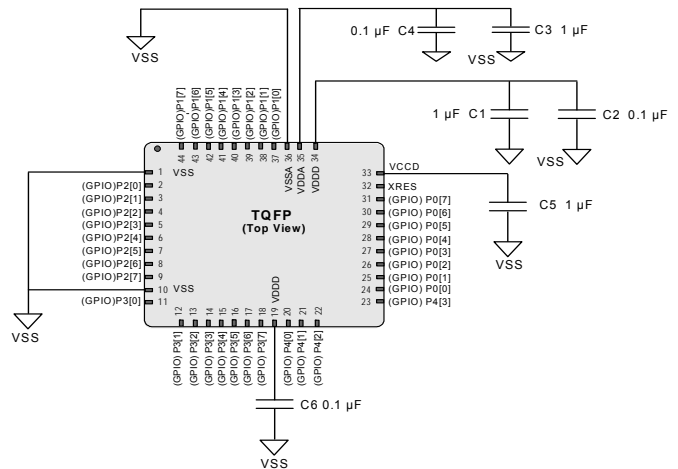 VSS
0.1 µF C4
C3 1 µF
VSS
1 µF C1
C2 0.1 µF
VSS
(GPIO)P1[7]
(GPIO)P1[6]
(GPIO)P1[5]
(GPIO)P1[4]
(GPIO)P1[3]
(GPIO)P1[2]
(GPIO)P1[1]
(GPIO)P1[0]
44
43
42
41
40
39
38
37
36
35
34
VSSA
VDDA
VDDD
TQFP
(Top View)
1 VSS
(GPIO)P2[0] 2
(GPIO)P2[1] 3
(GPIO)P2[2] 4
(GPIO)P2[3] 5
(GPIO)P2[4] 6
(GPIO)P2[5] 7
(GPIO)P2[6] 8
(GPIO)P2[7] 9
10 VSS
(GPIO)P3[0] 11
VSS
33 VCCD
32 XRES
31 (GPIO) P0[7]
30 (GPIO) P0[6]
29 (GPIO) P0[5]
28 (GPIO) P0[4]
27 (GPIO) P0[3]
26 (GPIO) P0[2]
25 (GPIO) P0[1]
24 (GPIO) P0[0]
23 (GPIO) P4[3]
C5 1 µF
VSS
VDDD
12
13
14
15
16
17
18
19
20
21
22
(GPIO) P3[1]
(GPIO) P3[2]
(GPIO) P3[3]
(GPIO) P3[4]
(GPIO) P3[5]
(GPIO) P3[6]
(GPIO) P3[7]
(GPIO) P4[0]
(GPIO) P4[1]
(GPIO) P4[2]
C6 0.1 µF
VSS